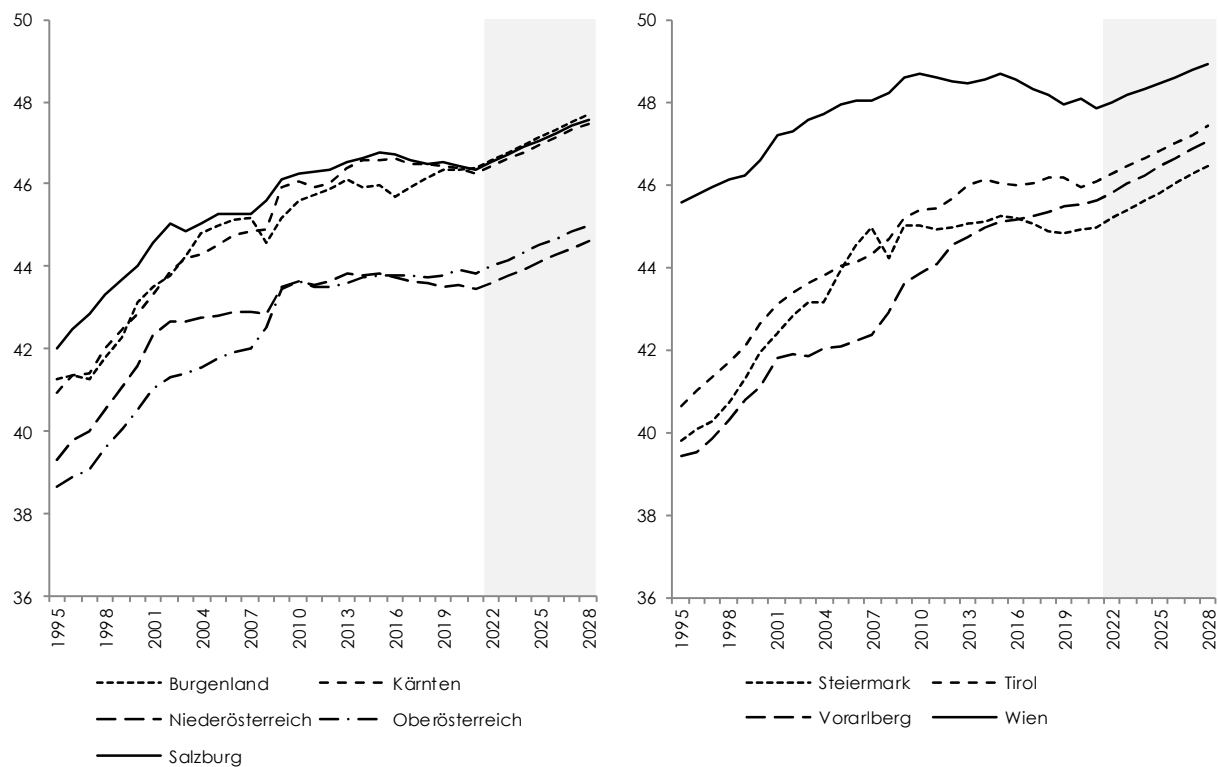 50
48
46
44
42
40
38
36
1995 1998 2001 2004 2007 2010 2013 2016 2019 2022 2025 2028
Burgenland Kärnten
Niederösterreich Oberösterreich
Salzburg
50
48
46
44
42
40
38
36
1995 1998 2001 2004 2007 2010 2013 2016 2019 2022 2025 2028
Steiermark Tirol
Vorarlberg Wien